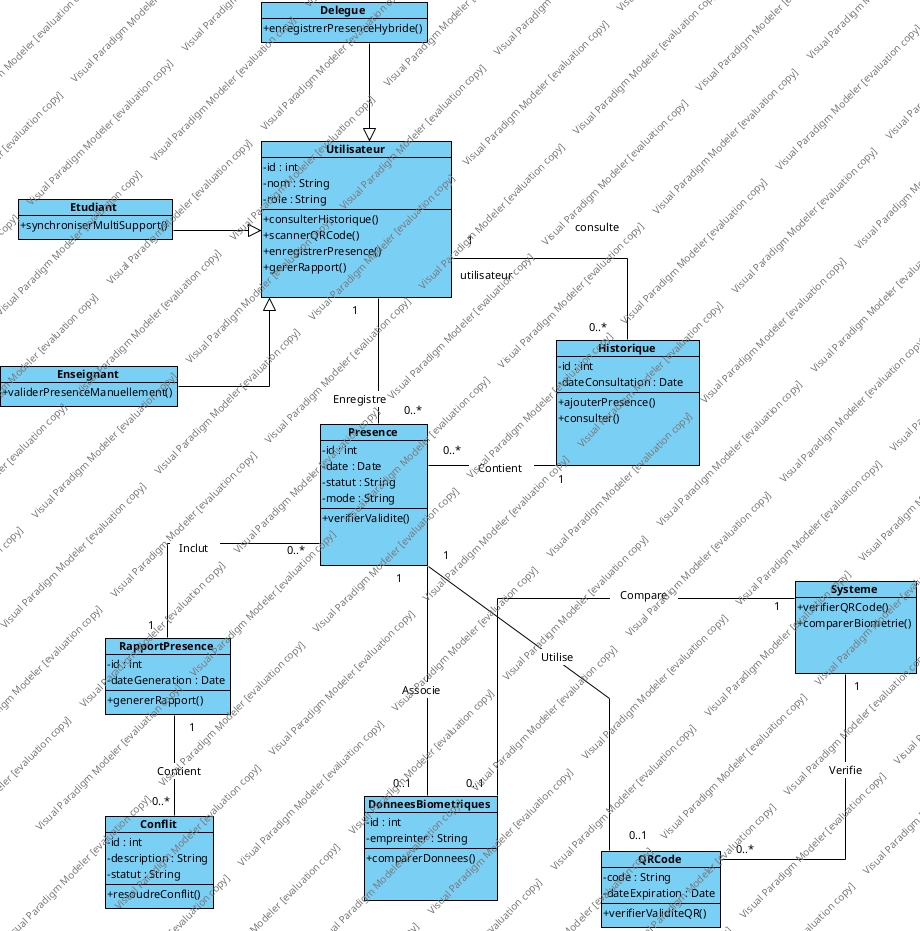 Delegue
+enregistrerPresenceHybride()
Utilisateur
-id : int
-nom : String
-role : String
+consulterHistorique()
+scannerQRCode()
+enregistrerPresence()
+gererRapport()
Etudiant
+synchroniserMultiSupport()
consulte
1
utilisateur
1
0..*
Historique
-id : int
-dateConsultation : Date
+ajouterPresence()
+consulter()
Enseignant
+validerPresenceManuellement()
Enregistre
0..*
Presence
-id : int
-date : Date
-statut : String
-mode : String
+verifierValidite()
0..*
Contient
1
Inclut
0..*
1
1
1
RapportPresence
-id : int
-dateGeneration : Date
+genererRapport()
Compare
1
Systeme
+verifierQRCode()
+comparerBiometrie()
Utilise
Associe
1
1
Contient
0..*
Verifie
Conflit
-id : int
-description : String
-statut : String
+resoudreConflit()
0..1
0..1
DonneesBiometriques
-id : int
-empreinter : String
+comparerDonnees()
0..1
0..*
QRCode
-code : String
-dateExpiration : Date
+verifierValiditeQR()
Visual Paradigm Modeler [evaluation copy]